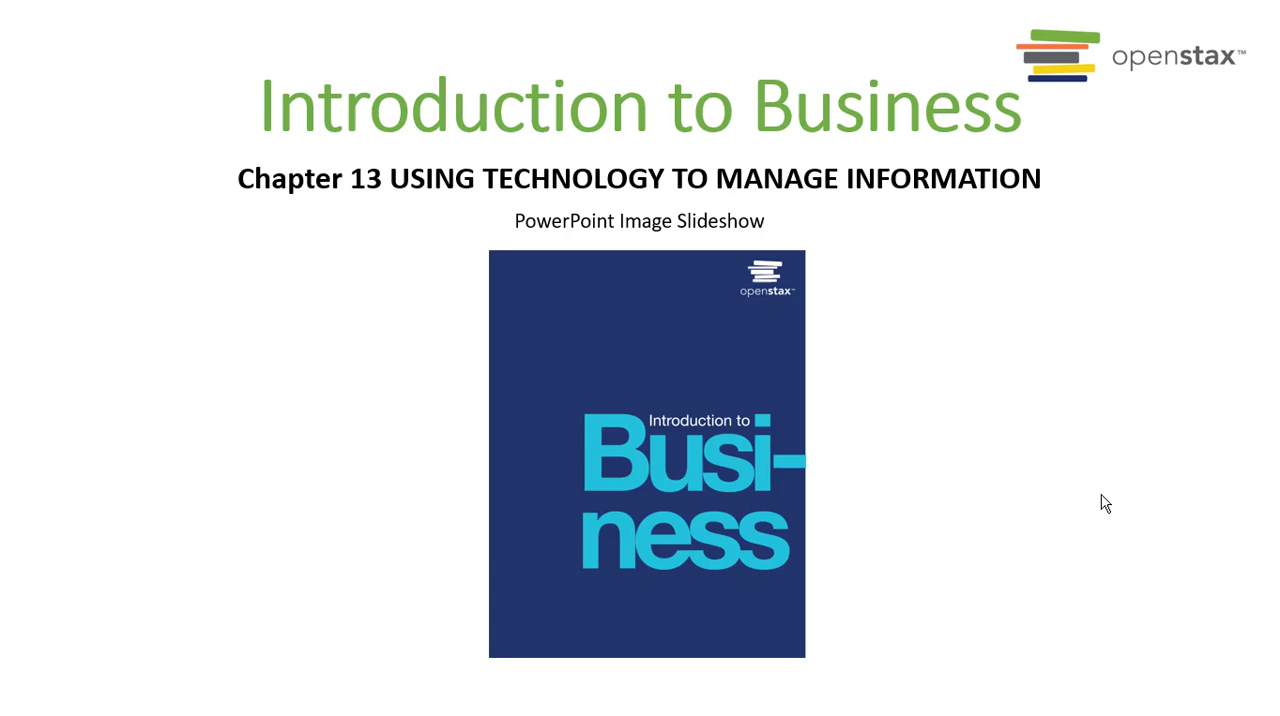 openstax™
Introduction to Business
Chapter 13 USING TECHNOLOGY TO MANAGE INFORMATION
PowerPoint Image Slideshow
openstax™
Introduction to
Busi-
ness